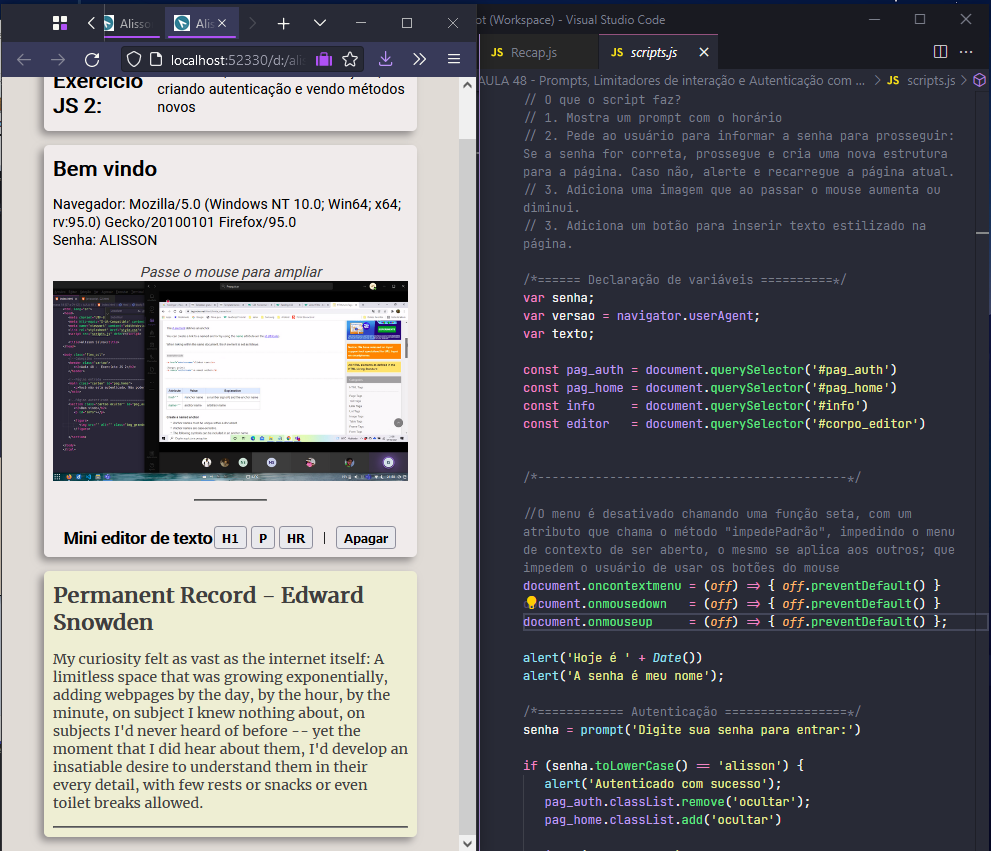 Alisso
Alis
localhost:52330/d:/alis
Exercício
JS 2:
criando autenticação e vendo métodos
novos
Bem vindo
Navegador: Mozilla/5.0 (Windows NT 10.0; Win64; x64;
rv:95.0) Gecko/20100101 Firefox/95.0
Senha: ALISSON
Passe o mouse para ampliar
Mini editor de texto H1 P HR | Apagar
Permanent Record - Edward
Snowden
My curiosity felt as vast as the internet itself: A
limitless space that was growing exponentially,
adding webpages by the day, by the hour, by the
minute, on subject I knew nothing about, on
subjects I'd never heard of before -- yet the
moment that I did hear about them, I'd develop an
insatiable desire to understand them in their
every detail, with few rests or snacks or even
toilet breaks allowed.
ot (Workspace) - Visual Studio Code
JS Recap.js JS scripts.js
AULA 48 - Prompts, Limitadores de interação e Autenticação com ... > JS scripts.js >
// O que o script faz?
// 1. Mostra um prompt com o horário
// 2. Pede ao usuário para informar a senha para prosseguir:
Se a senha for correta, prossegue e cria uma nova estrutura
para a página. Caso não, alerte e recarregue a página atual.
// 3. Adiciona uma imagem que ao passar o mouse aumenta ou
diminui.
// 3. Adiciona um botão para inserir texto estilizado na
página.
/*====== Declaração de variáveis ==========*/
var senha;
var versao = navigator.userAgent;
var texto;
const pag_auth = document.querySelector('#pag_auth')
const pag_home = document.querySelector('#pag_home')
const info = document.querySelector('#info')
const editor = document.querySelector('#corpo_editor')
/*-------------------------------------------*/
//O menu é desativado chamando uma função seta, com um
atributo que chama o método "impedePadrão", impedindo o menu
de contexto de ser aberto, o mesmo se aplica aos outros; que
impedem o usuário de usar os botões do mouse
document.oncontextmenu = (off) => { off.preventDefault() }
cument.onmousedown = (off) => { off.preventDefault() }
document.onmouseup = (off) => { off.preventDefault() };
alert('Hoje é ' + Date())
alert('A senha é meu nome');
/*============ Autenticação =================*/
senha = prompt('Digite sua senha para entrar:')
if (senha.toLowerCase() == 'alisson') {
alert('Autenticado com sucesso');
pag_auth.classList.remove('ocultar');
pag_home.classList.add('ocultar')